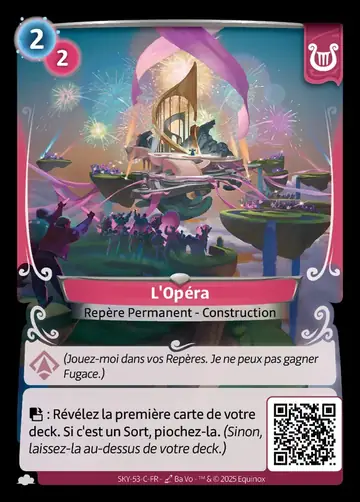 2
2
L'Opéra
Repère Permanent - Construction
(Jouez-moi dans vos Repères. Je ne peux pas gagner
Fugace.)
: Révélez la première carte de votre
deck. Si c'est un Sort, piochez-la. (Sinon,
laissez-la au-dessus de votre deck.)
SKY-53-C-FR - Ba Vo - ™ & © 2025 Equinox